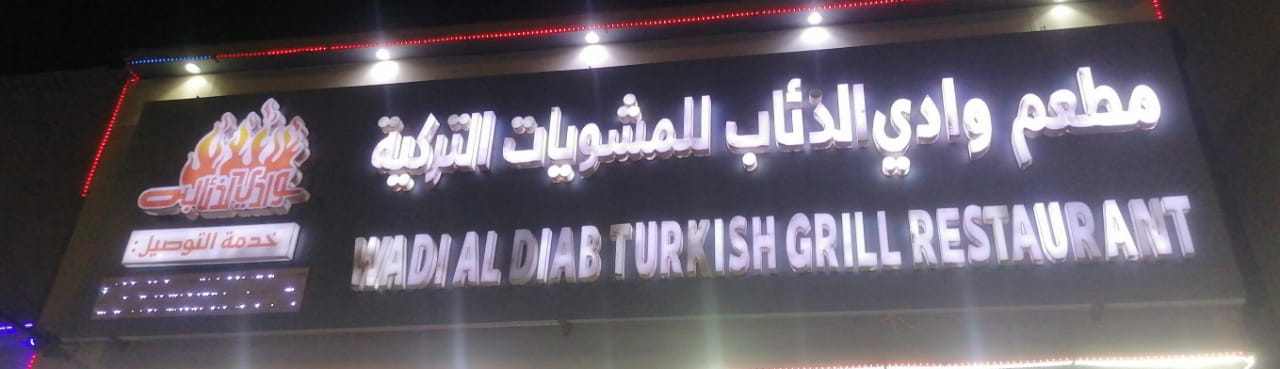 مطعم وادي الذئاب للمشويات التركية
WADI AL DIAB TURKISH GRILL RESTAURANT
وادي الذئاب
خدمة التوصيل: